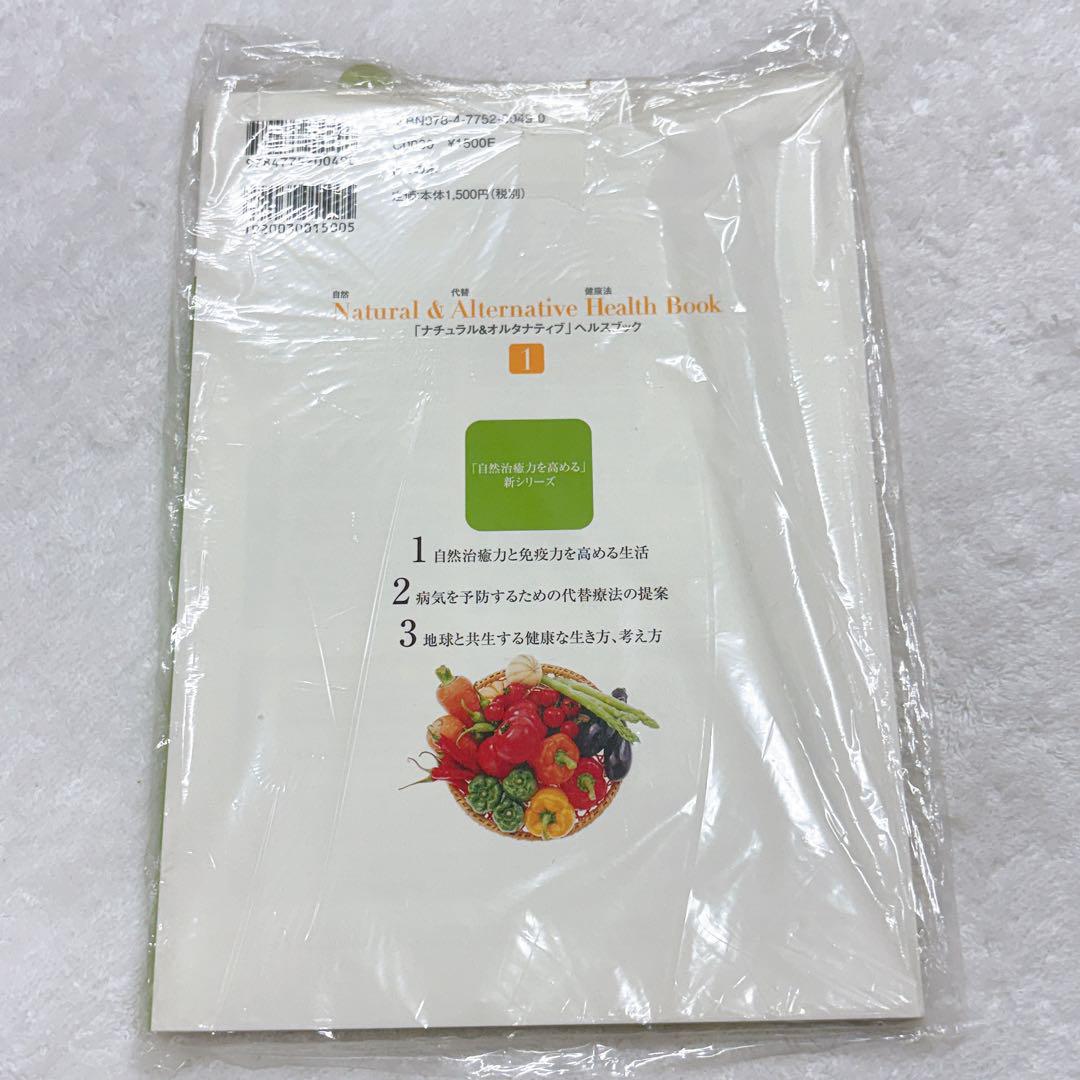 BN978-4-7752-0049-0
¥1500E
定価:本体1,500円(税別)
自然 代替 健康法
Natural & Alternative Health Book
「ナチュラル&オルタナティブ」ヘルスブック
1
「自然治癒力を高める」
新シリーズ
1 自然治癒力と免疫力を高める生活
2 病気を予防するための代替療法の提案
3 地球と共生する健康な生き方、考え方